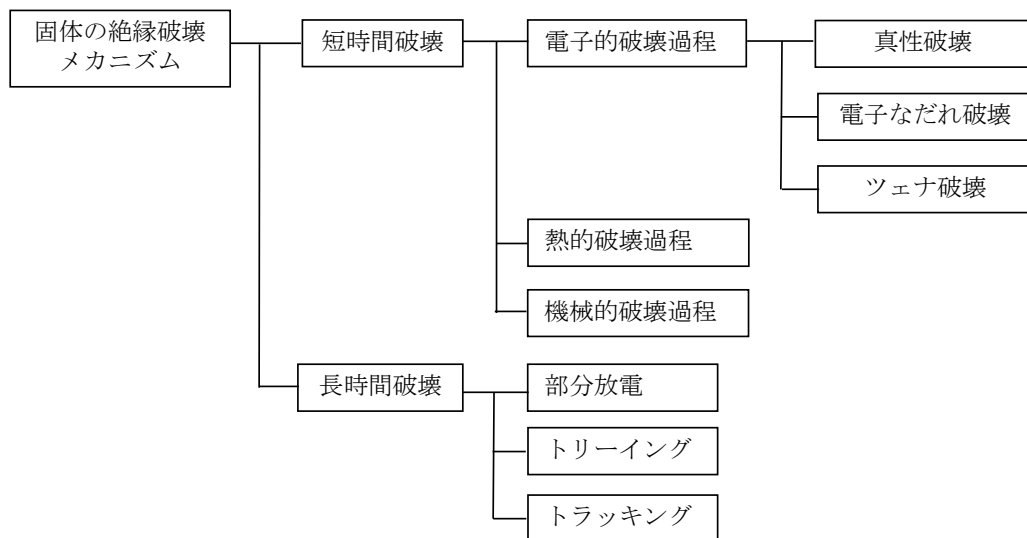 固体の絶縁破壊
メカニズム
短時間破壊
電子的破壊過程
真性破壊
電子なだれ破壊
ツェナ破壊
熱的破壊過程
機械的破壊過程
長時間破壊
部分放電
トリーイング
トラッキング